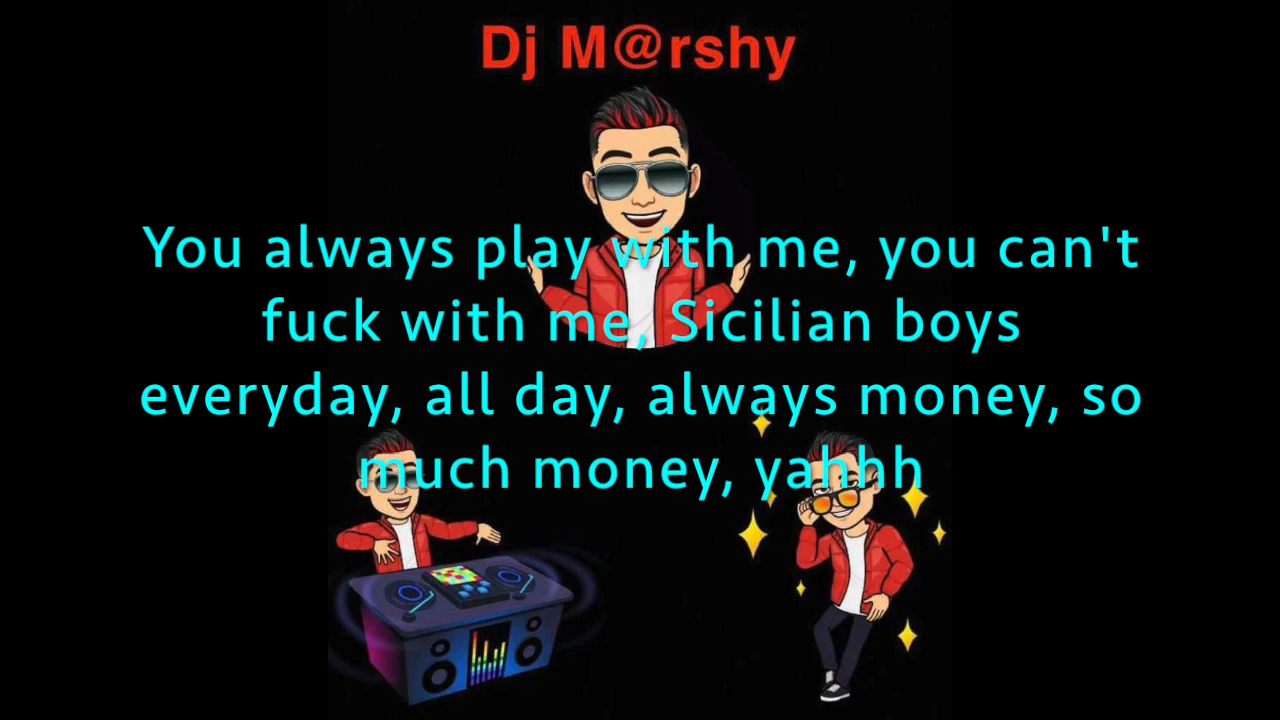 Dj M@rshy
You always play with me, you can't
fuck with me, Sicilian boys
everyday, all day, always money, so
much money, yahhh